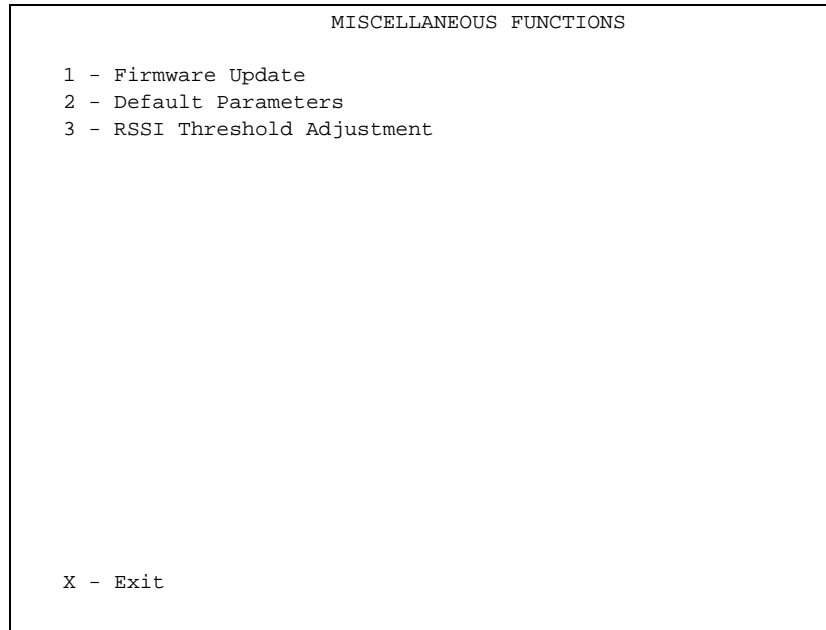 MISCELLANEOUS FUNCTIONS
1 - Firmware Update
2 - Default Parameters
3 - RSSI Threshold Adjustment
X - Exit